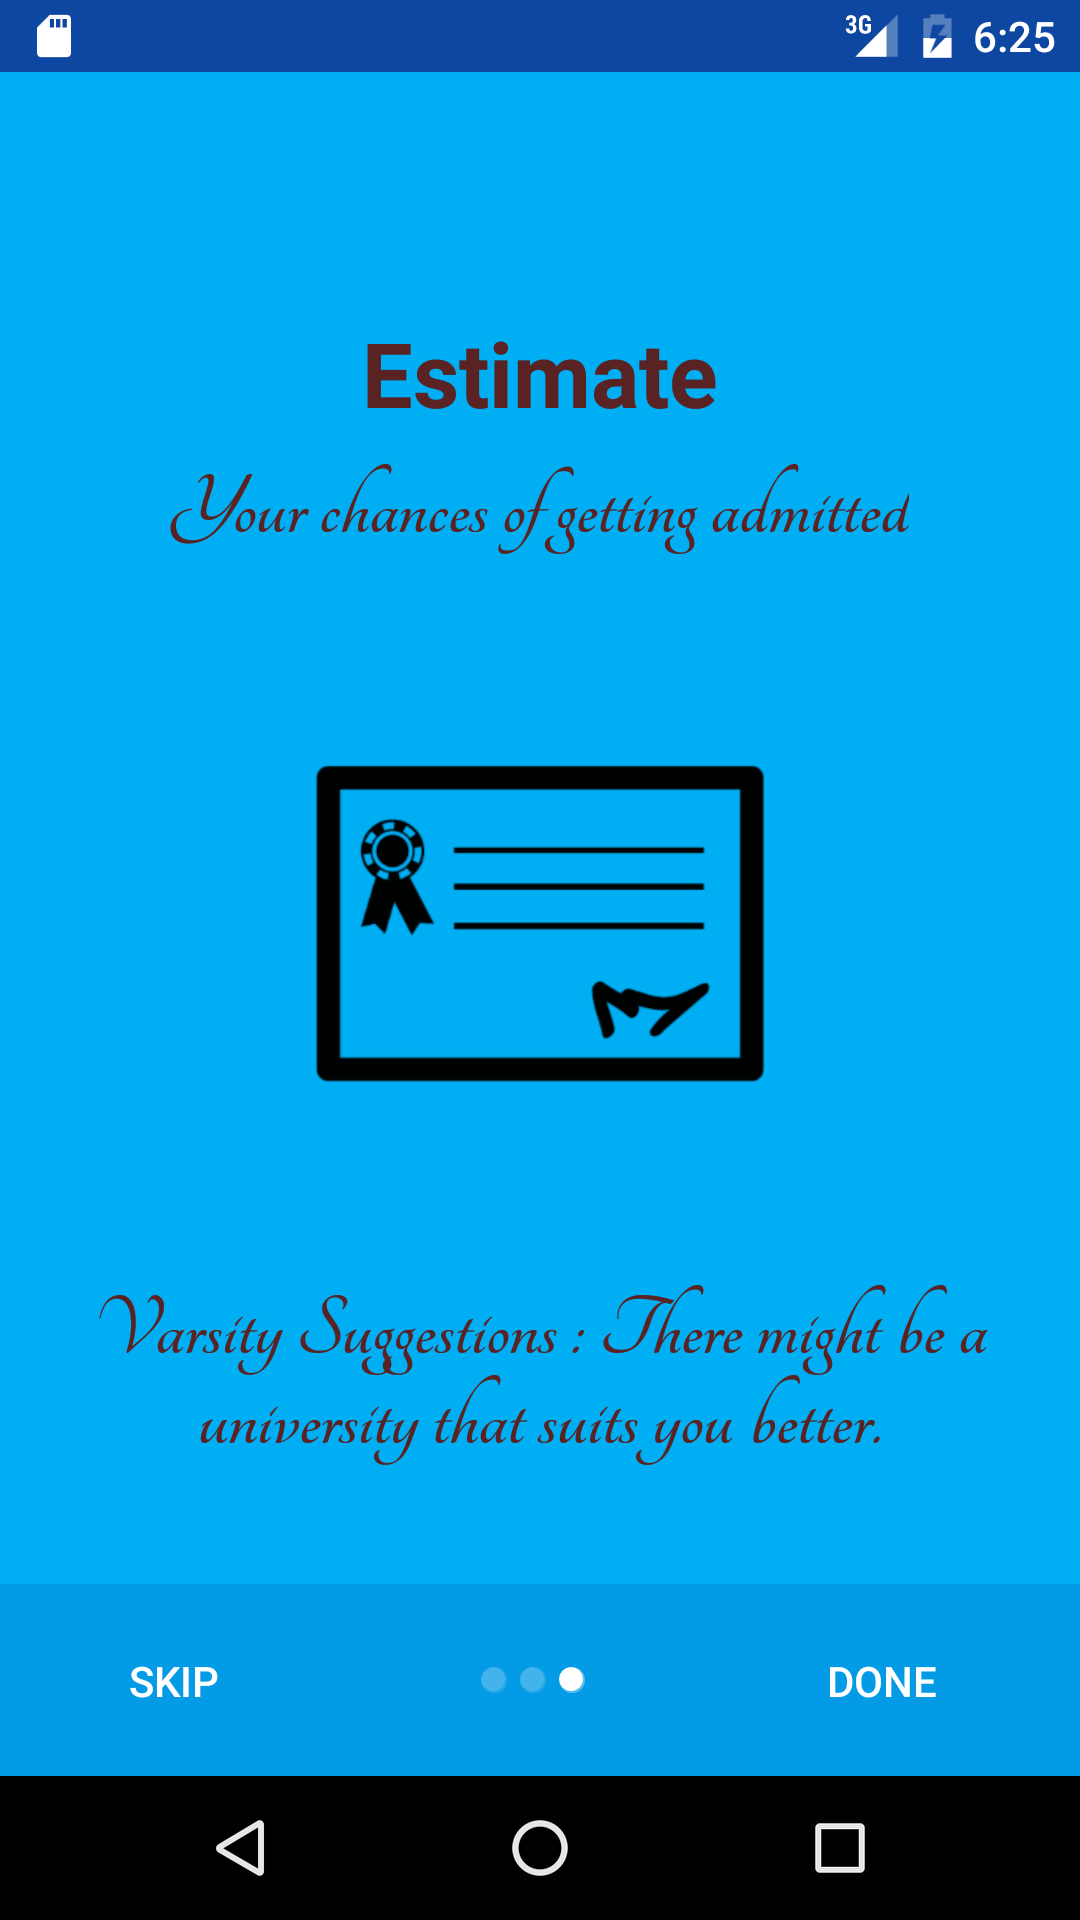 3G 6:25
Estimate
Your chances of getting admitted
Varsity Suggestions : There might be a
university that suits you better.
SKIP DONE